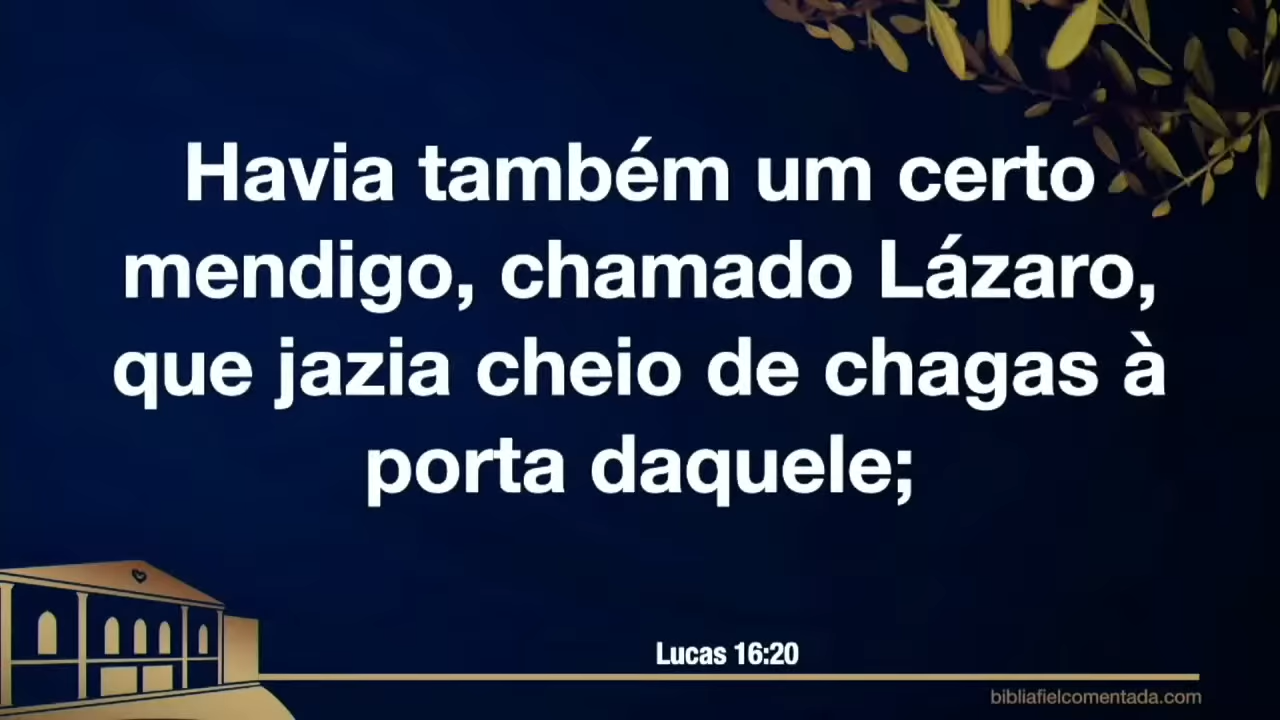 Havia também um certo
mendigo, chamado Lázaro,
que jazia cheio de chagas à
porta daquele;
Lucas 16:20
bibliafielcomentada.com